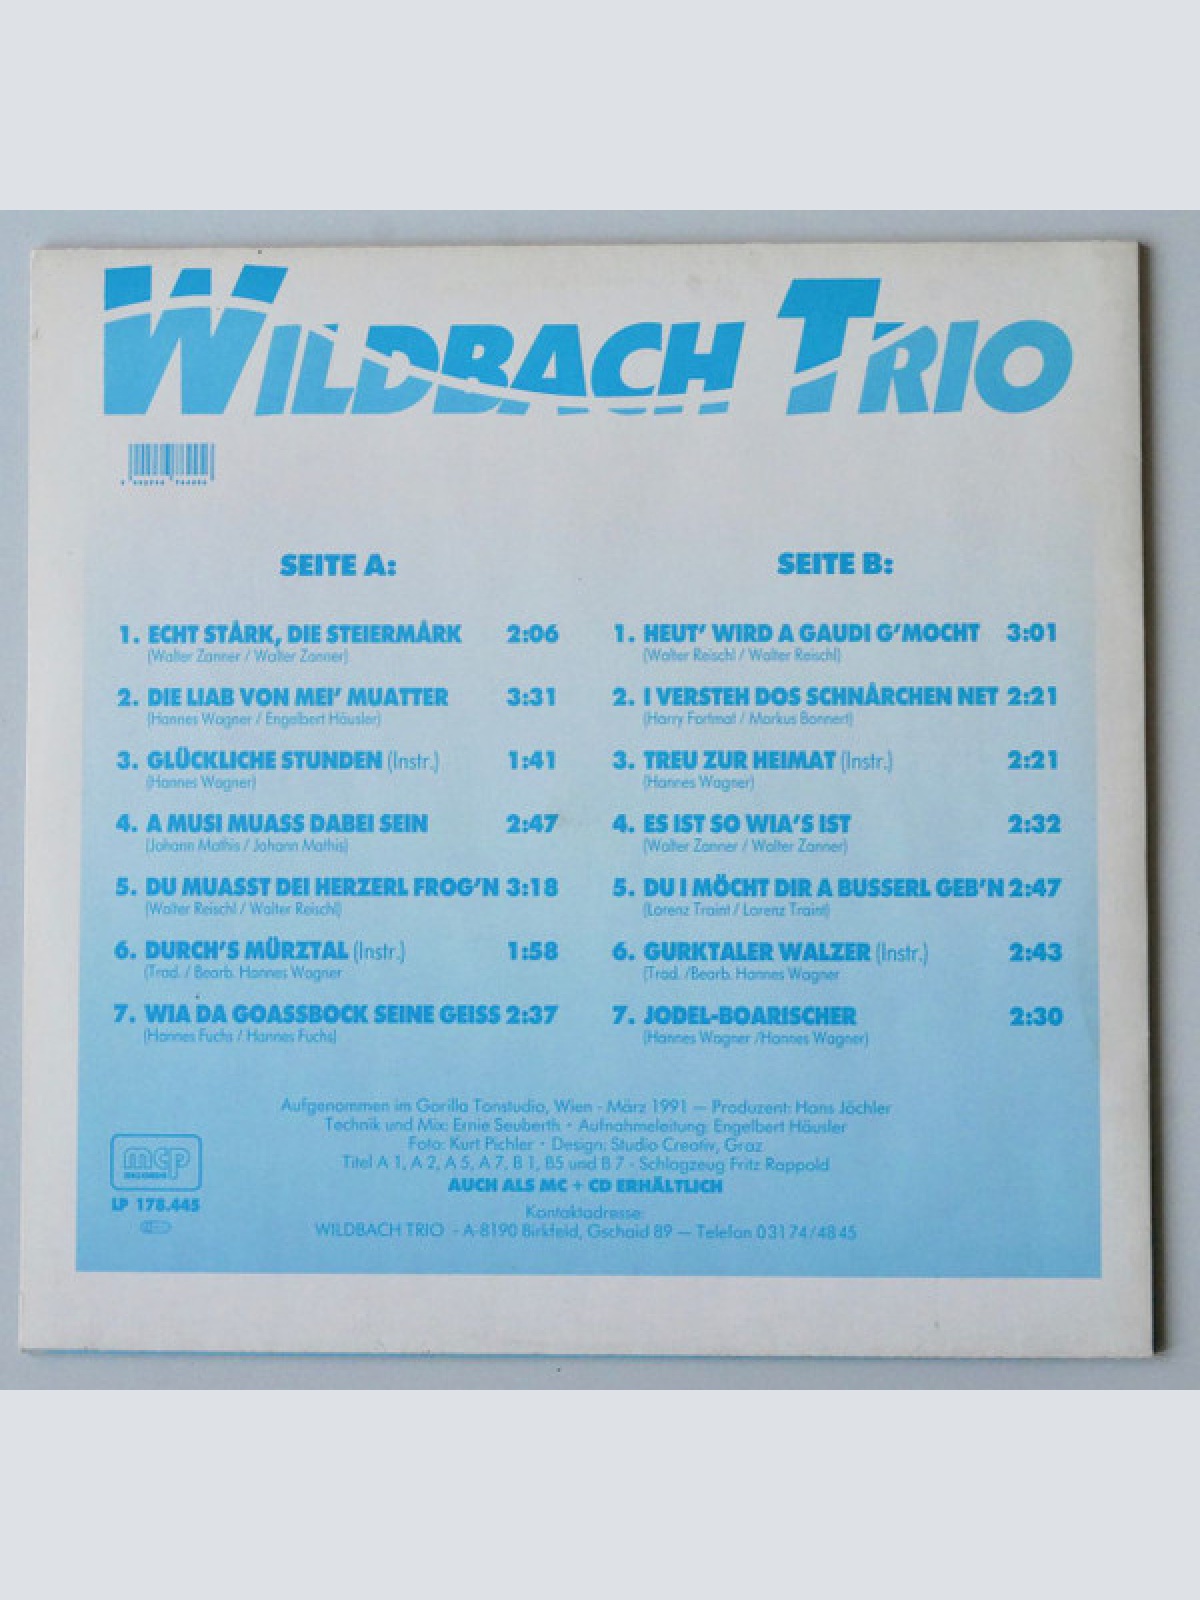 WILDBACH TRIO
SEITE A:
1. ECHT STÅRK, DIE STEIERMÅRK 2:06
(Walter Zanner / Walter Zanner)
2. DIE LIAB VON MEI' MUATTER 3:31
(Hannes Wagner / Engelbert Häusler)
3. GLÜCKLICHE STUNDEN (Instr.) 1:41
(Hannes Wagner)
4. A MUSI MUASS DABEI SEIN 2:47
(Johann Mathis / Johann Mathis)
5. DU MUASST DEI HERZERL FROG'N 3:18
(Walter Reischl / Walter Reischl)
6. DURCH'S MÜRZTAL (Instr.) 1:58
(Trad. / Bearb. Hannes Wagner
7. WIA DA GOASSBOCK SEINE GEISS 2:37
(Hannes Fuchs / Hannes Fuchs)
SEITE B:
1. HEUT' WIRD A GAUDI G'MOCHT 3:01
(Walter Reischl / Walter Reischl)
2. I VERSTEH DOS SCHNÅRCHEN NET 2:21
(Harry Fortmat / Markus Bonnert)
3. TREU ZUR HEIMAT (Instr.) 2:21
(Hannes Wagner)
4. ES IST SO WIA'S IST 2:32
(Walter Zanner / Walter Zanner)
5. DU I MÖCHT DIR A BUSSERL GEB'N 2:47
(Lorenz Traint / Lorenz Traint)
6. GURKTALER WALZER (Instr.) 2:43
(Trad. /Bearb. Hannes Wagner
7. JODEL-BOARISCHER 2:30
(Hannes Wagner /Hannes Wagner)
Aufgenommen im Gorilla Tonstudio, Wien - März 1991 — Produzent: Hans Jöchler
Technik und Mix: Ernie Seuberth • Aufnahmeleitung: Engelbert Häusler
Foto: Kurt Pichler • Design: Studio Creativ, Graz
Titel A 1, A 2, A 5, A 7, B 1, B5 und B 7 - Schlagzeug Fritz Rappold
AUCH ALS MC + CD ERHÄLTLICH
Kontaktadresse:
WILDBACH TRIO - A-8190 Birkfeld, Gschaid 89 — Telefon 03174/4845
mcp
LP 178.445